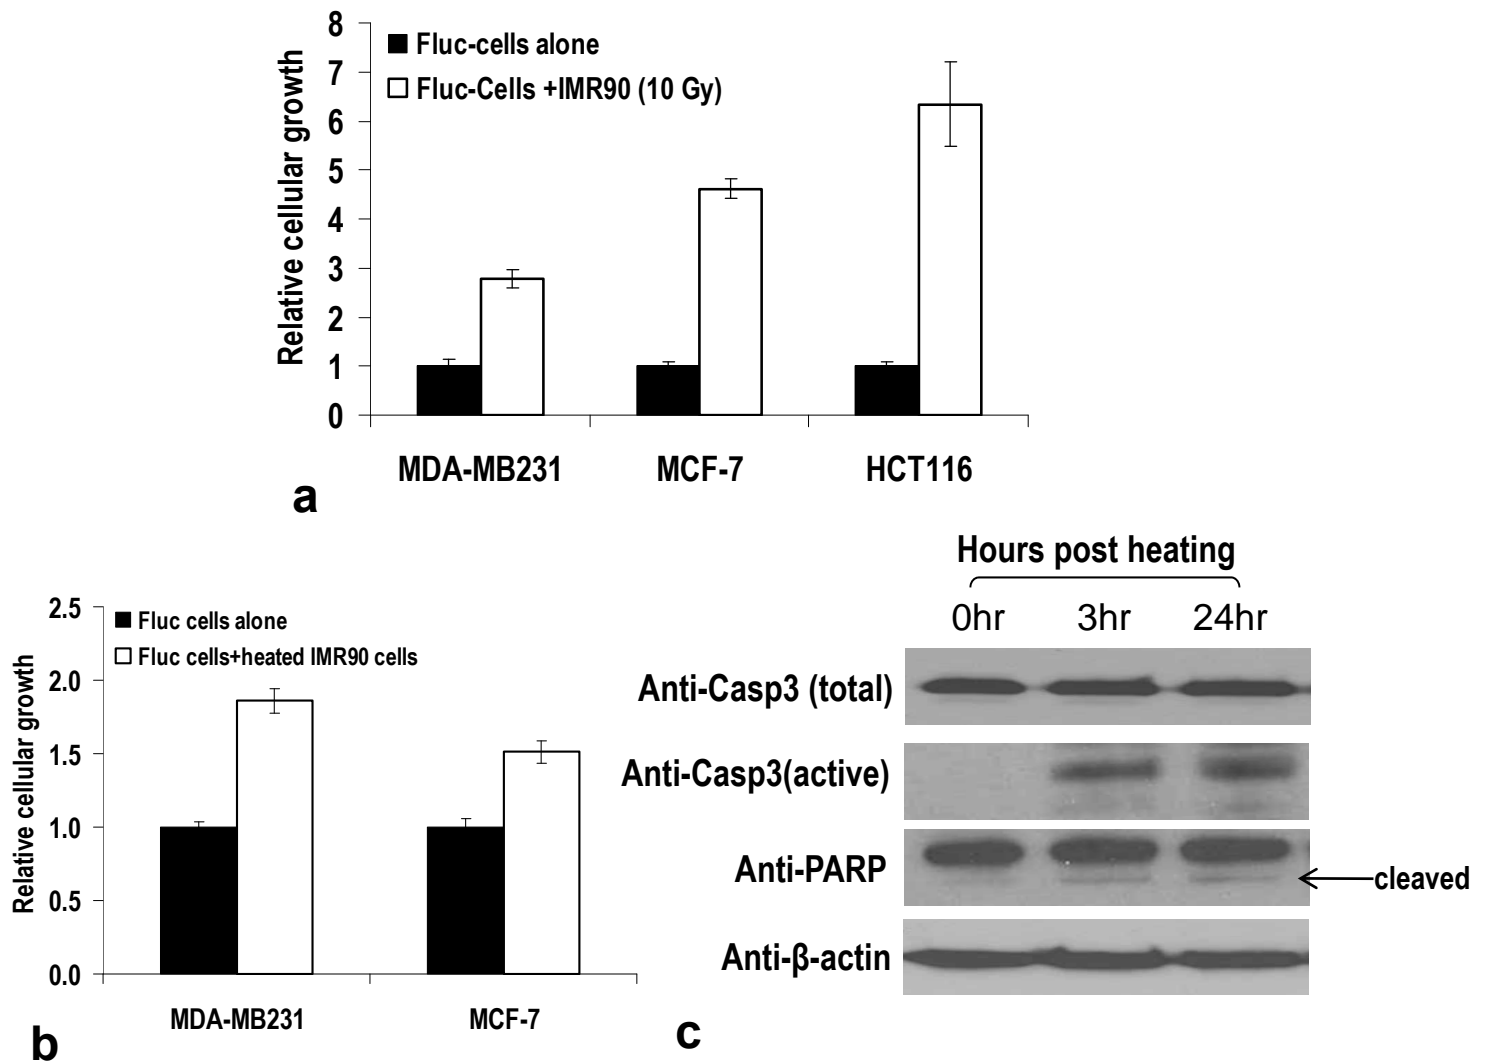 8
7
6
5
4
3
2
1
0
Relative cellular growth
Fluc-cells alone
Fluc-Cells +IMR90 (10 Gy)
MDA-MB231 MCF-7 HCT116
a
2.5
2.0
1.5
1.0
0.5
0.0
Relative cellular growth
Fluc cells alone
Fluc cells+heated IMR90 cells
MDA-MB231 MCF-7
b
Hours post heating
0hr 3hr 24hr
Anti-Casp3 (total)
Anti-Casp3(active)
Anti-PARP
cleaved
Anti-β-actin
c